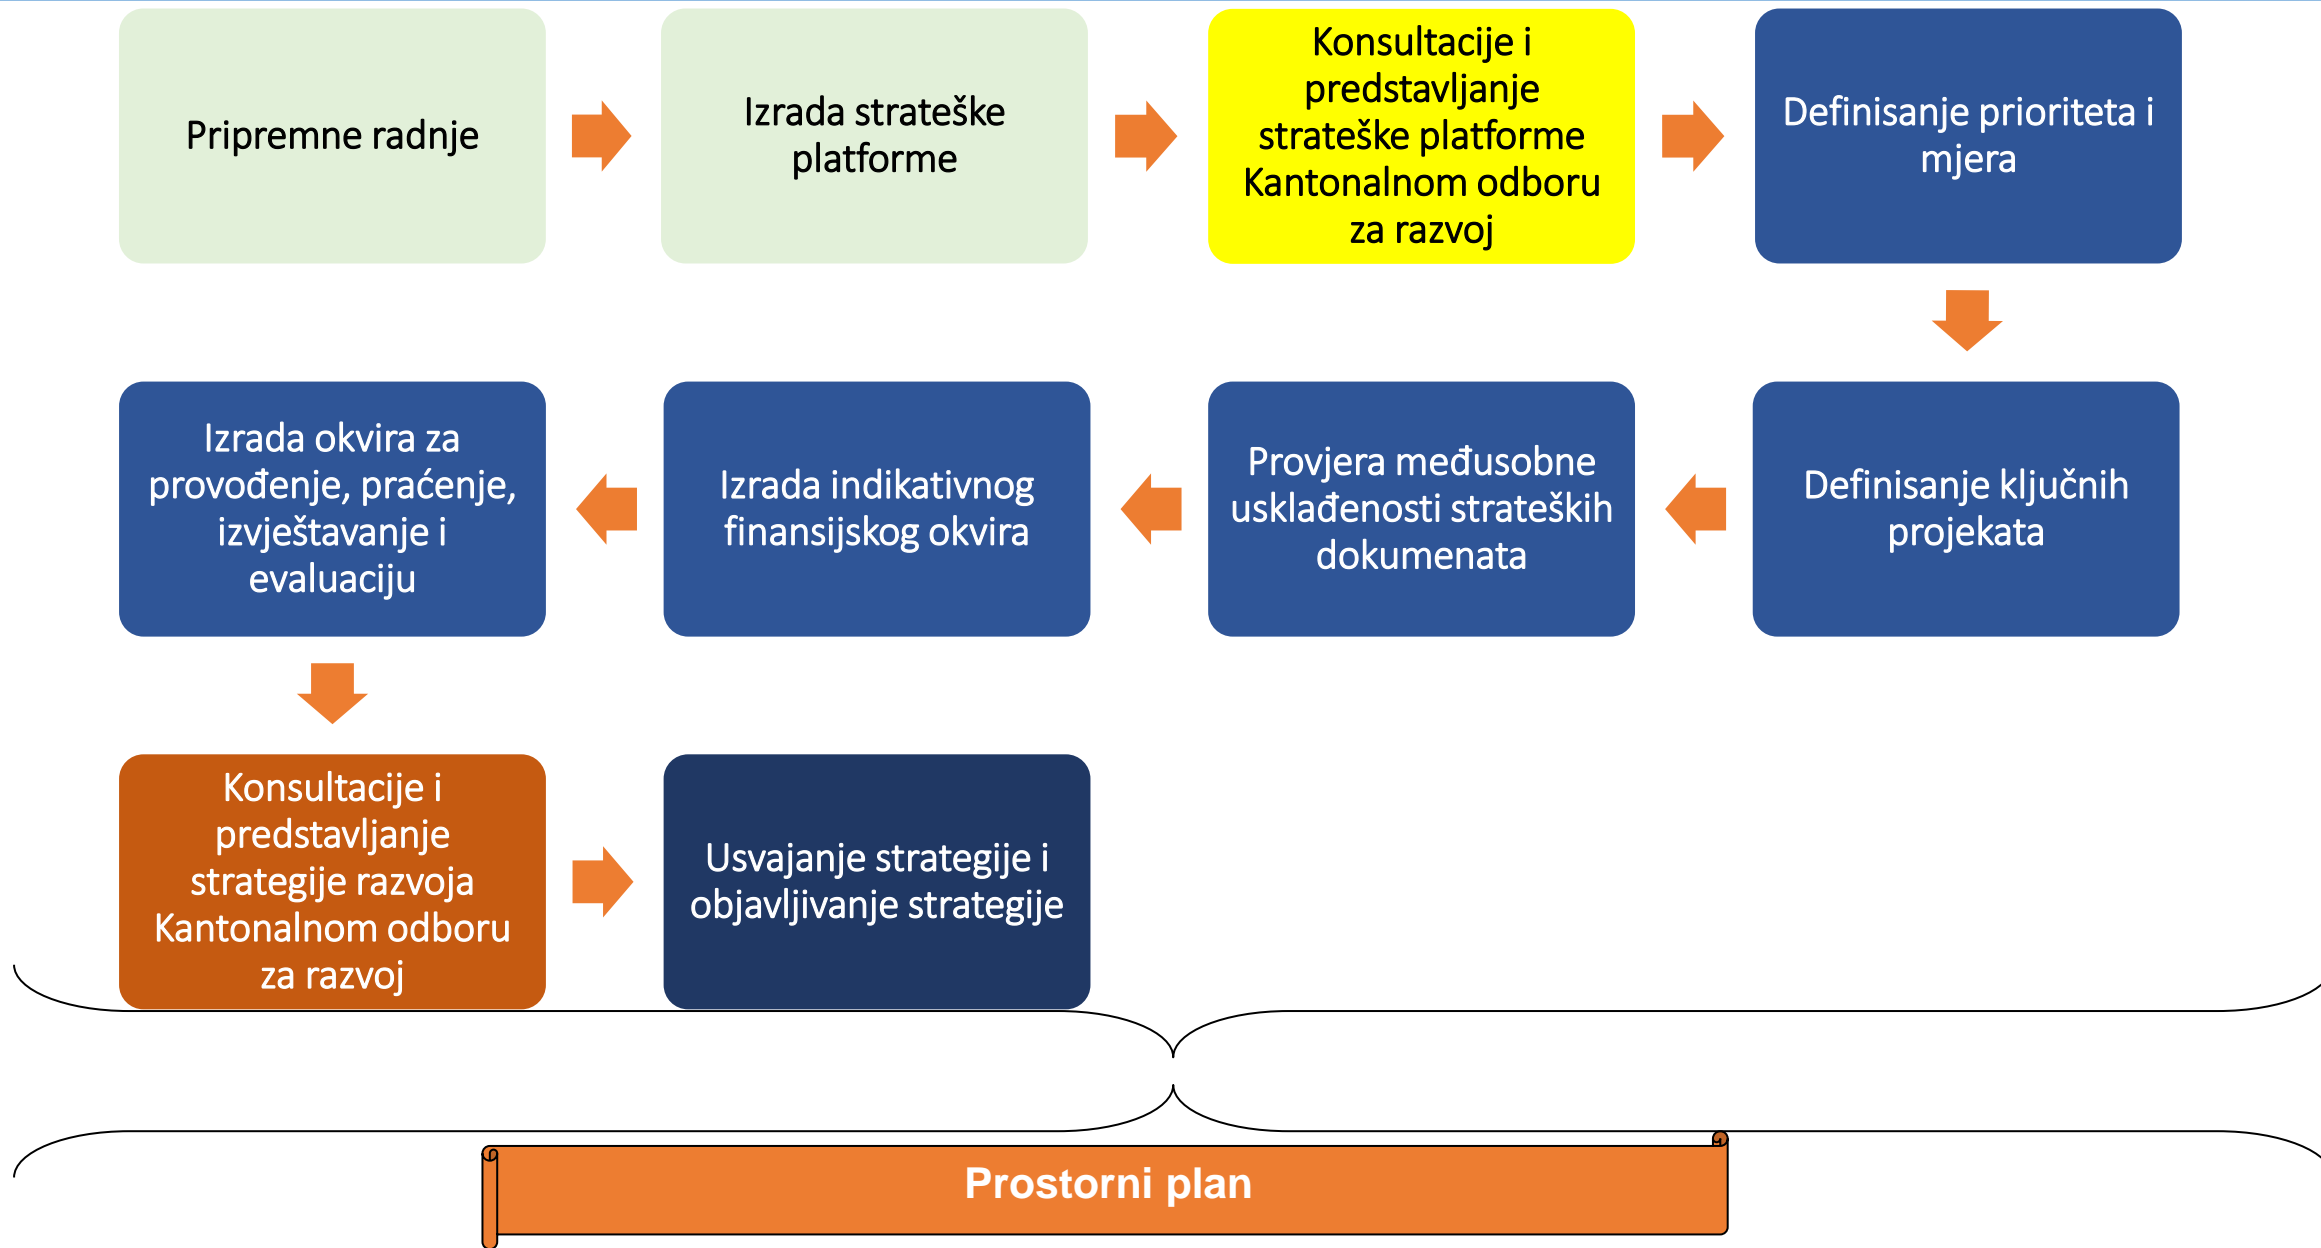 Pripremne radnje
Izrada strateške
platforme
Konsultacije i
predstavljanje
strateške platforme
Kantonalnom odboru
za razvoj
Definisanje prioriteta i
mjera
Definisanje ključnih
projekata
Provjera međusobne
usklađenosti strateških
dokumenata
Izrada indikativnog
finansijskog okvira
Izrada okvira za
provođenje, praćenje,
izvještavanje i
evaluaciju
Konsultacije i
predstavljanje
strategije razvoja
Kantonalnom odboru
za razvoj
Usvajanje strategije i
objavljivanje strategije
Prostorni plan